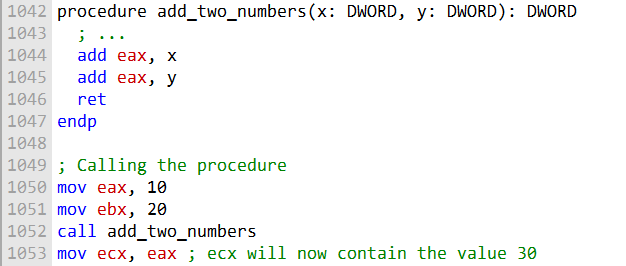 1042 procedure add_two_numbers(x: DWORD, y: DWORD): DWORD
1043   ; ...
1044   add eax, x
1045   add eax, y
1046   ret
1047 endp
1048
1049 ; Calling the procedure
1050 mov eax, 10
1051 mov ebx, 20
1052 call add_two_numbers
1053 mov ecx, eax ; ecx will now contain the value 30